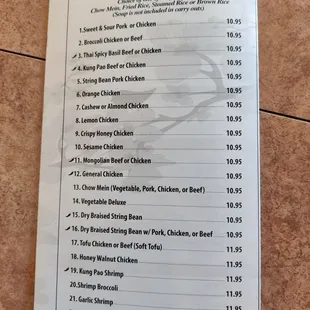 Chow Mein, Fried Rice, Steamed Rice or Brown Rice
(Soup is not included in carry outs)
1.Sweet & Sour Pork or Chicken 10.95
2. Broccoli Chicken or Beef 10.95
3. Thai Spicy Basil Beef or Chicken 10.95
4. Kung Pao Beef or Chicken 10.95
5. String Bean Pork Chicken 10.95
6. Orange Chicken 10.95
7. Cashew or Almond Chicken 10.95
8. Lemon Chicken 10.95
9. Crispy Honey Chicken 10.95
10. Sesame Chicken 10.95
11. Mongolian Beef or Chicken 10.95
12. General Chicken 10.95
13. Chow Mein (Vegetable, Pork, Chicken, or Beef) 10.95
14. Vegetable Deluxe 10.95
15. Dry Braised String Bean 10.95
16. Dry Braised String Bean w/ Pork, Chicken, or Beef 10.95
17. Tofu Chicken or Beef (Soft Tofu) 11.95
18. Honey Walnut Chicken 11.95
19. Kung Pao Shrimp 11.95
20.Shrimp Broccoli 11.95
21. Garlic Shrimp 11.95